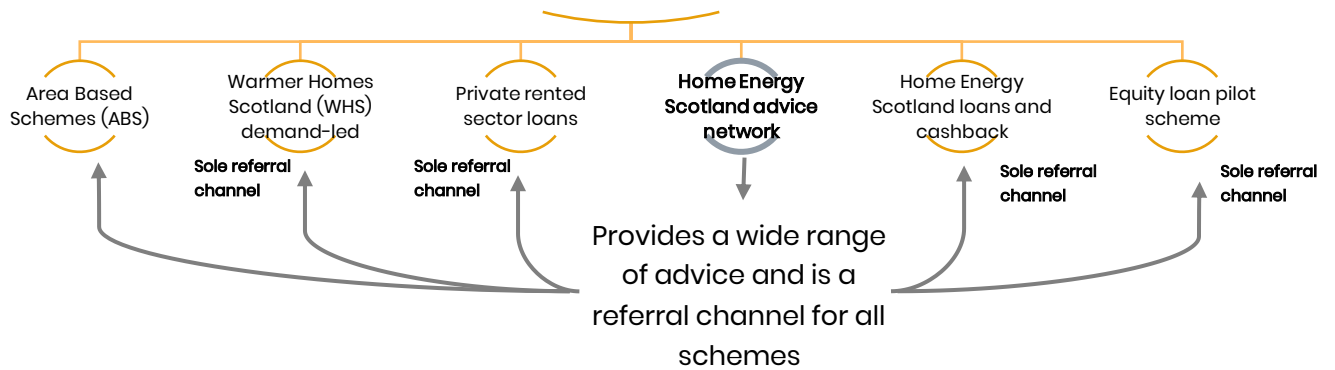 Area Based
Schemes (ABS)
Warmer Homes
Scotland (WHS)
demand-led
Private rented
sector loans
Home Energy
Scotland advice
network
Home Energy
Scotland loans and
cashback
Equity loan pilot
scheme
Sole referral
channel
Sole referral
channel
Sole referral
channel
Sole referral
channel
Provides a wide range
of advice and is a
referral channel for all
schemes